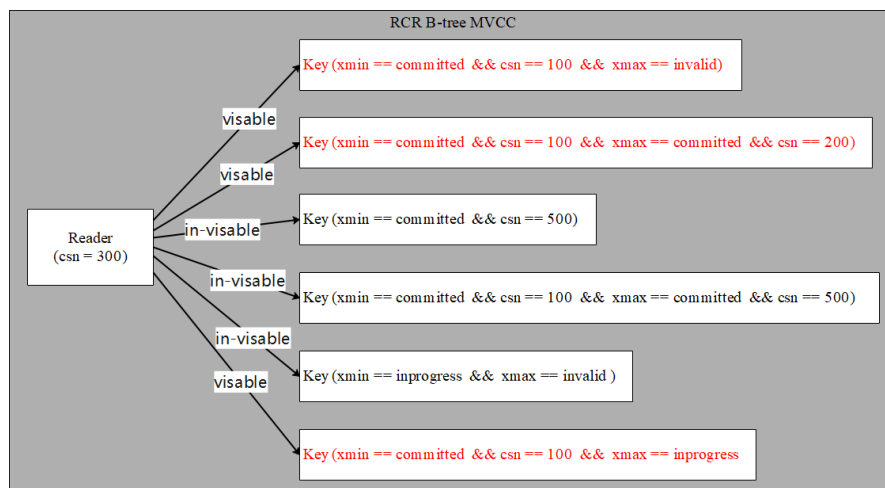 RCR B-tree MVCC
Key (xmin == committed && csn == 100 && xmax == invalid)
visable
Key (xmin == committed && csn == 100 && xmax == committed && csn == 200)
visable
Key (xmin == committed && csn == 500)
in-visable
Reader
(csn = 300)
in-visable
Key (xmin == committed && csn == 100 && xmax == committed && csn == 500)
in-visable
Key (xmin == inprogress && xmax == invalid )
visable
Key (xmin == committed && csn == 100 && xmax == inprogress